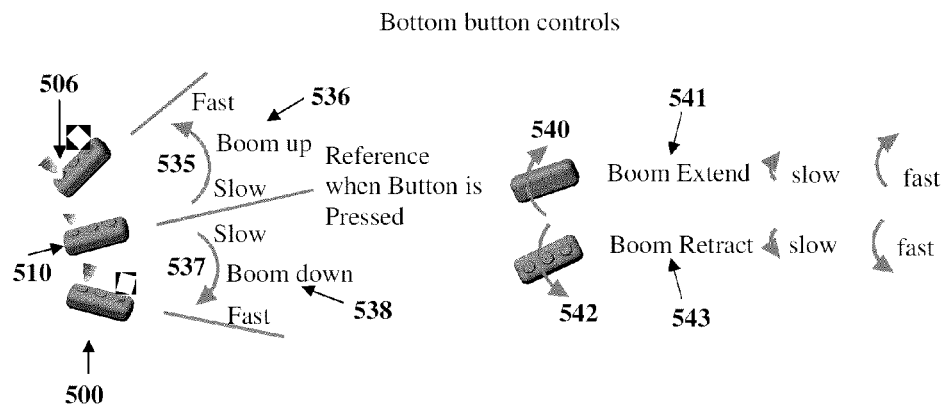 Bottom button controls
506
Fast
536
Boom up
535
Slow
Reference
when Button is
Pressed
Slow
510
537
Boom down
538
Fast
500
541
540
Boom Extend
slow
fast
Boom Retract
slow
fast
542
543